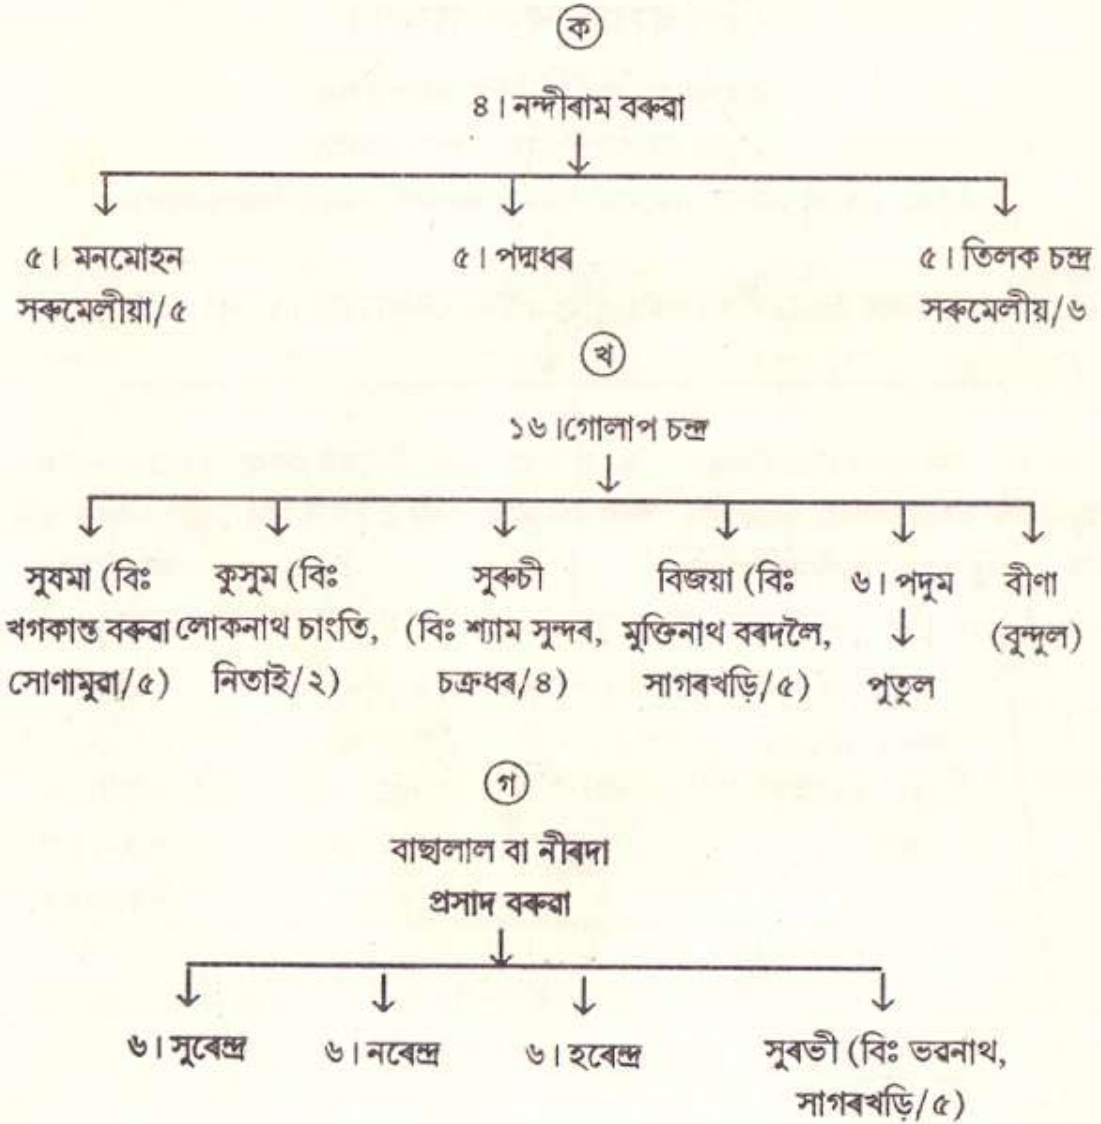 ক
৪। নন্দীৰাম বৰুৱা
৫। মনমোহন ৫। পদ্মধৰ ৫। তিলক চন্দ্ৰ
সৰুমেলীয়া/৫ সৰুমেলীয়/৬
খ
১৬।গোলাপ চন্দ্ৰ
সুষমা (বিঃ কুসুম (বিঃ সুৰুচী বিজয়া (বিঃ ৬। পদুম বীণা
খগকান্ত বৰুৱা লোকনাথ চাংতি, (বিঃ শ্যাম সুন্দৰ, মুক্তিনাথ বৰদলৈ, (বুন্দুল)
সোণামুৱা/৫) নিতাই/২) চক্ৰধৰ/৪) সাগৰখড়ি/৫) পুতুল
গ
বাছালাল বা নীৰদা
প্ৰসাদ বৰুৱা
৬। সুৰেন্দ্ৰ ৬। নৰেন্দ্ৰ ৬। হৰেন্দ্ৰ সুৰভী (বিঃ ভৱনাথ,
সাগৰখড়ি/৫)